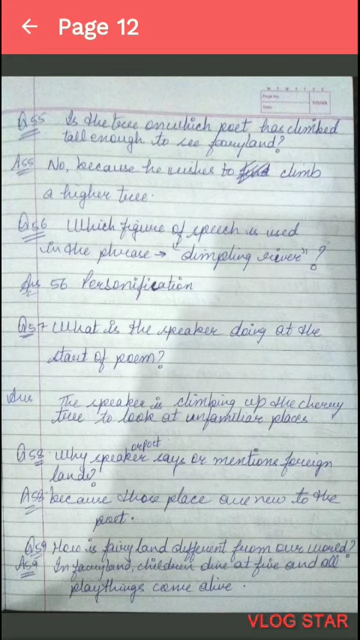 Page 12
Q55 Is the tree on which poet has climbed
tall enough to see fairyland?
A55 No, because he wishes to climb
a higher tree.
Q56 Which figure of speech is used
in the phrase → "dimpling river"?
Ans 56 Personification
Q57 What is the speaker doing at the
start of poem?
Ans The speaker is climbing up the cherry
tree to look at unfamiliar places
Q58 Why speaker or poet says or mentions foreign
lands?
A58 because those place are new to the
poet.
Q59 How is fairyland different from our world?
A59 In fairyland, children dine at five and all
playthings come alive.
VLOG STAR